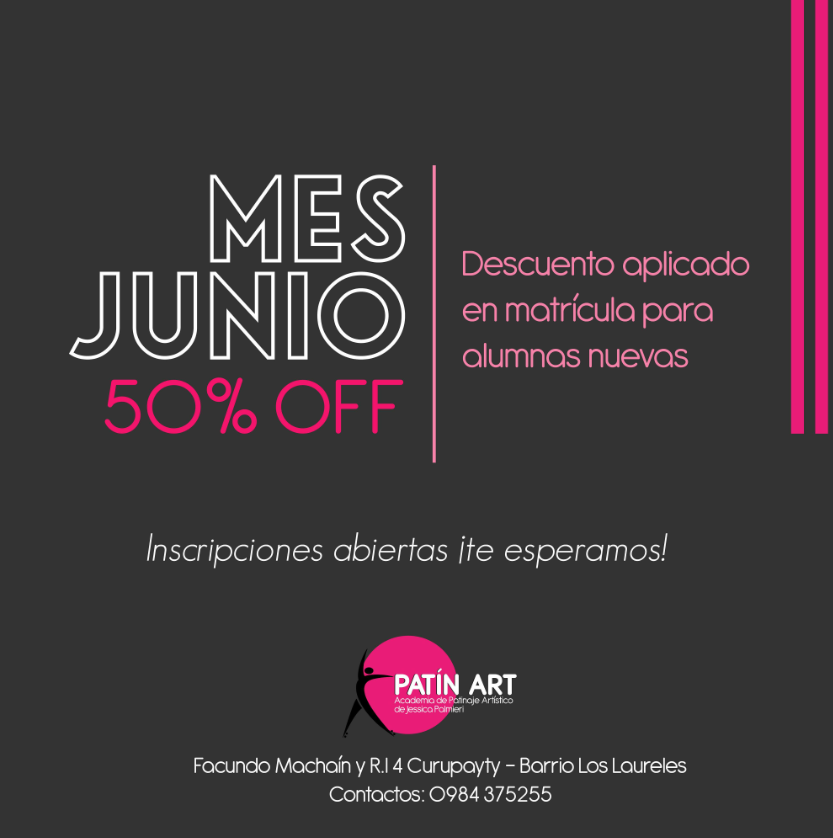 MES
JUNIO
50% OFF
Descuento aplicado
en matrícula para
alumnas nuevas
Inscripciones abiertas ¡te esperamos!
PATÍN ART
Academia de Patinaje Artístico
de Jessica Palmieri
Facundo Machaín y R.I 4 Curupayty - Barrio Los Laureles
Contactos: 0984 375255